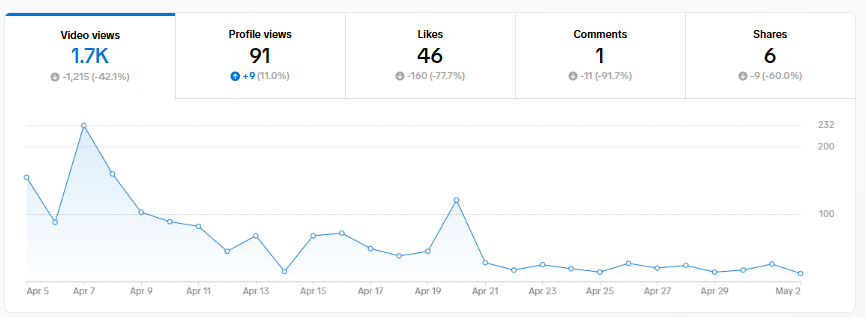 Video views
1.7K
-1,215 (-42.1%)
Profile views
91
+9 (11.0%)
Likes
46
-160 (-77.7%)
Comments
1
-11 (-91.7%)
Shares
6
-9 (-60.0%)
232
200
100
Apr 5 Apr 7 Apr 9 Apr 11 Apr 13 Apr 15 Apr 17 Apr 19 Apr 21 Apr 23 Apr 25 Apr 27 Apr 29 May 2